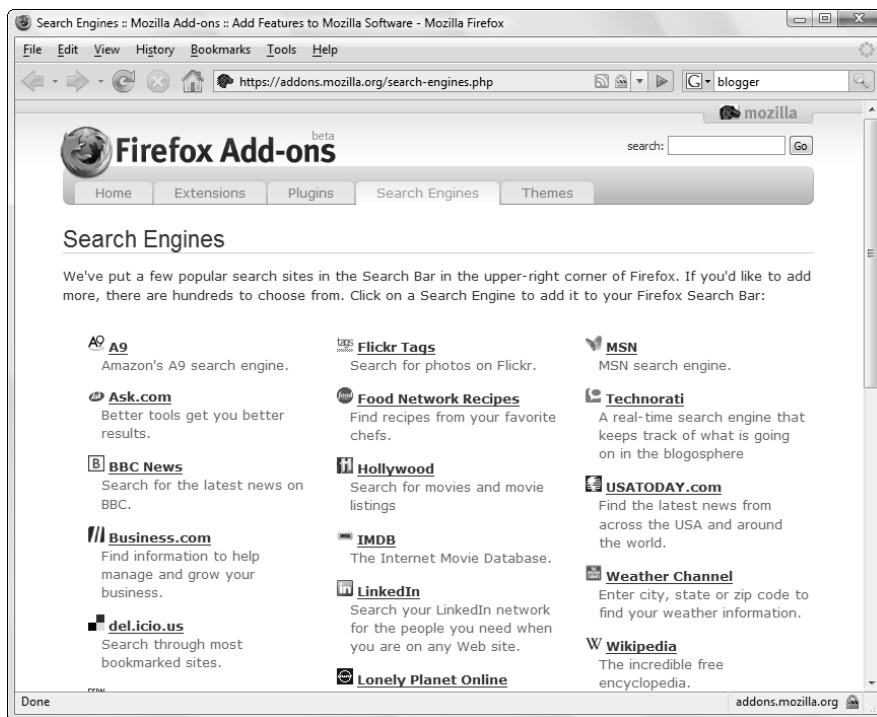 Search Engines :: Mozilla Add-ons :: Add Features to Mozilla Software - Mozilla Firefox
File Edit View History Bookmarks Tools Help
https://addons.mozilla.org/search-engines.php
G
blogger
mozilla
Firefox Add-ons
beta
search:
Go
Home Extensions Plugins Search Engines Themes
Search Engines
We've put a few popular search sites in the Search Bar in the upper-right corner of Firefox. If you'd like to add
more, there are hundreds to choose from. Click on a Search Engine to add it to your Firefox Search Bar:
A9 A9
Amazon's A9 search engine.
Ask.com
Better tools get you better
results.
B BBC News
Search for the latest news on
BBC.
Business.com
Find information to help
manage and grow your
business.
del.icio.us
Search through most
bookmarked sites.
tags Flickr Tags
Search for photos on Flickr.
food Food Network Recipes
Find recipes from your favorite
chefs.
Hollywood
Search for movies and movie
listings
IMDB
The Internet Movie Database.
in LinkedIn
Search your LinkedIn network
for the people you need when
you are on any Web site.
Lonely Planet Online
MSN
MSN search engine.
Technorati
A real-time search engine that
keeps track of what is going
on in the blogosphere
USATODAY.com
Find the latest news from
across the USA and around
the world.
Weather Channel
Enter city, state or zip code to
find your weather information.
W Wikipedia
The incredible free
encyclopedia.
Done
addons.mozilla.org